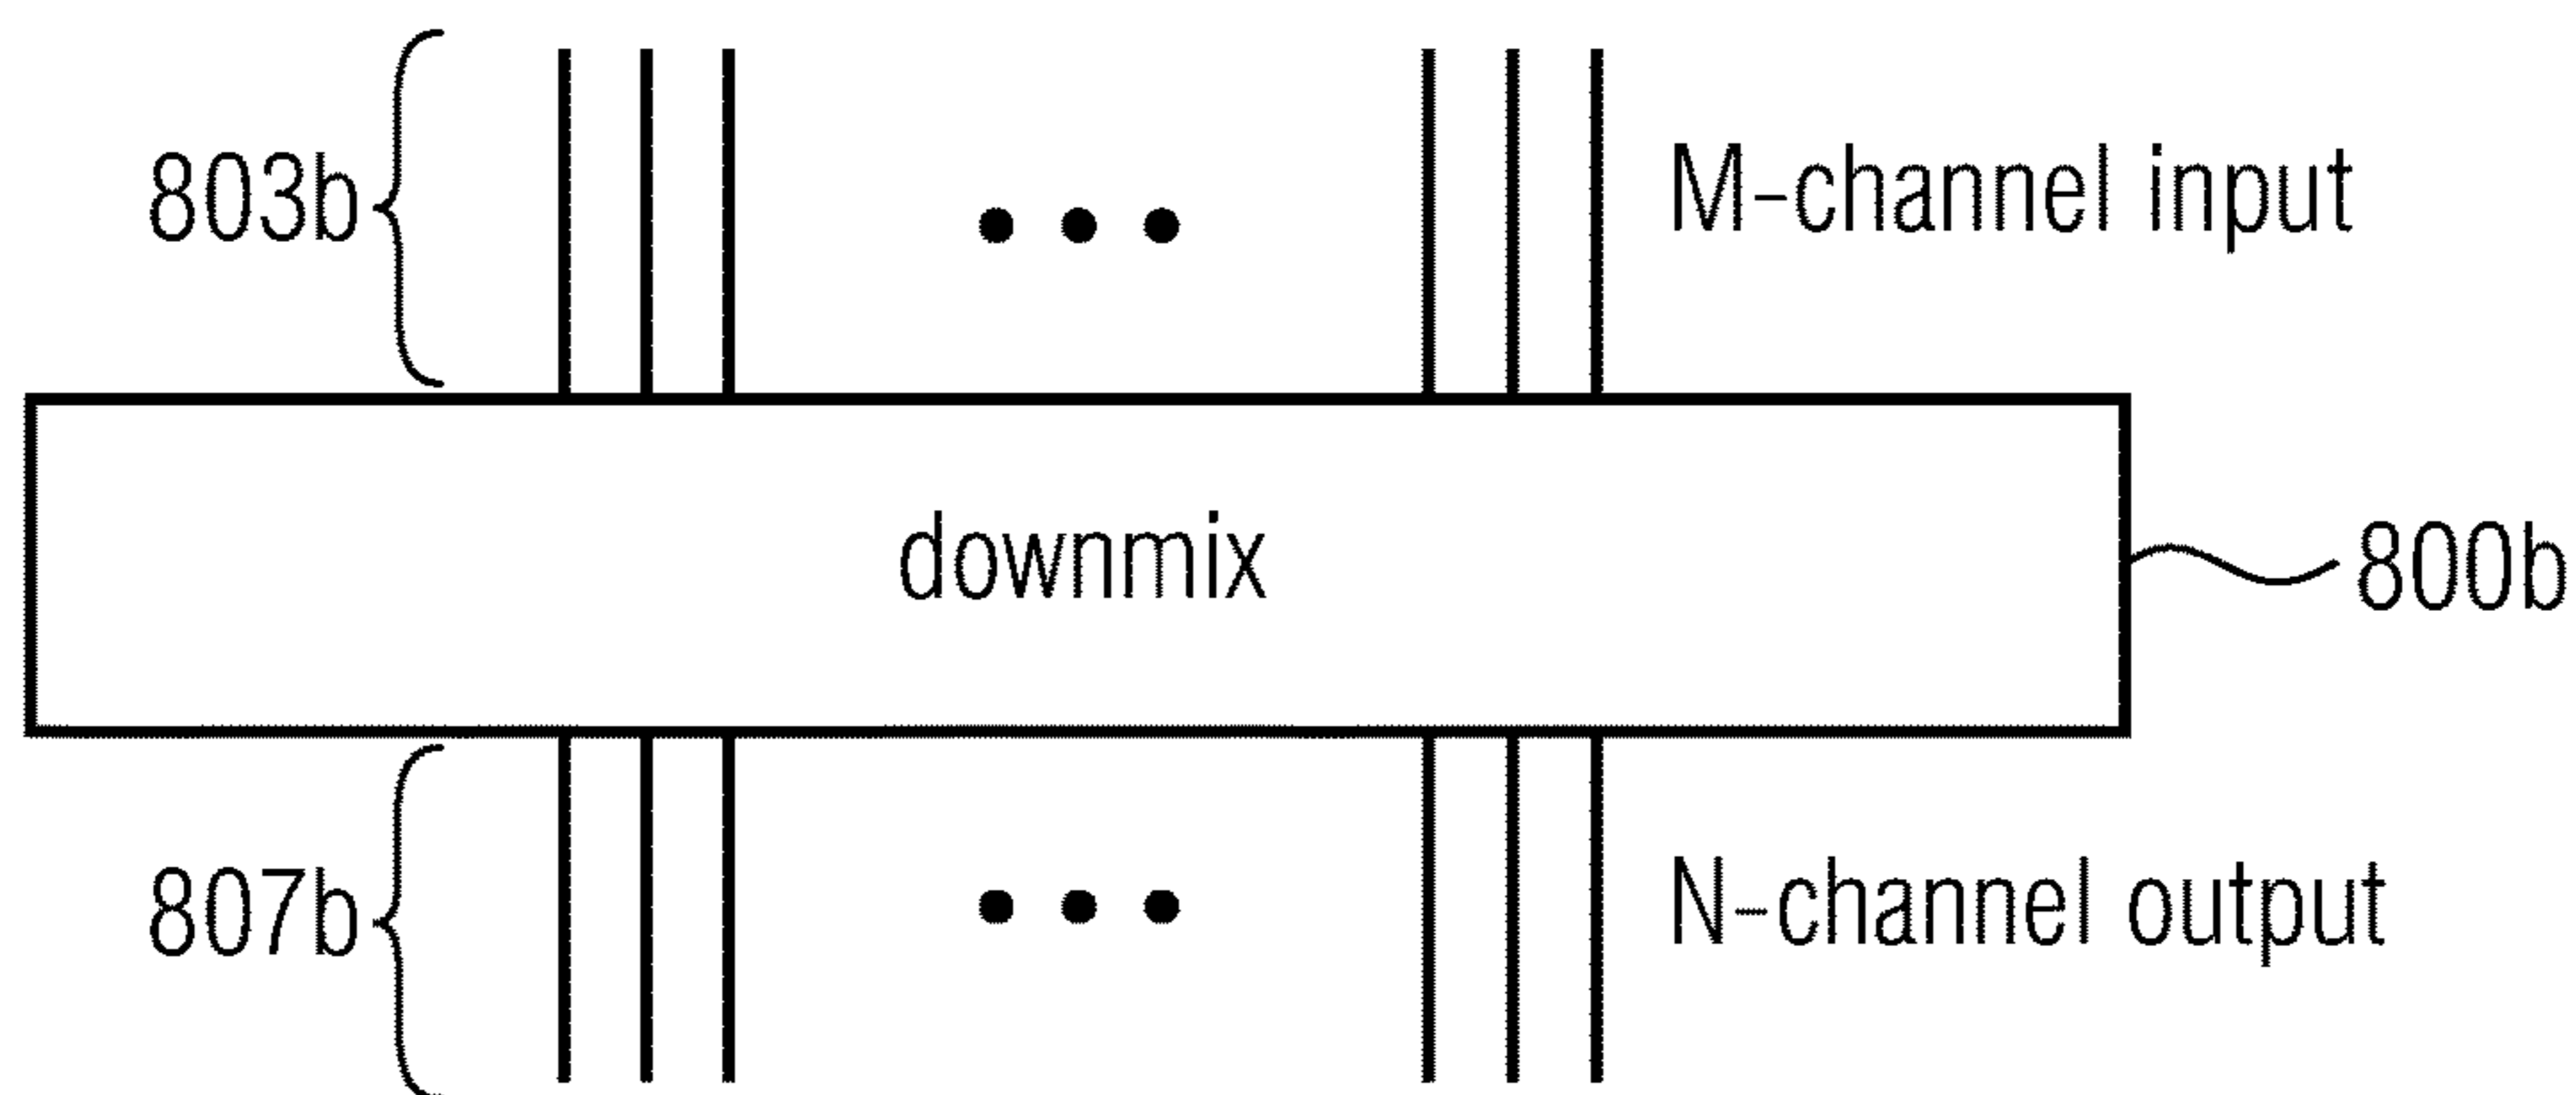 803b
M-channel input
downmix
800b
807b
N-channel output